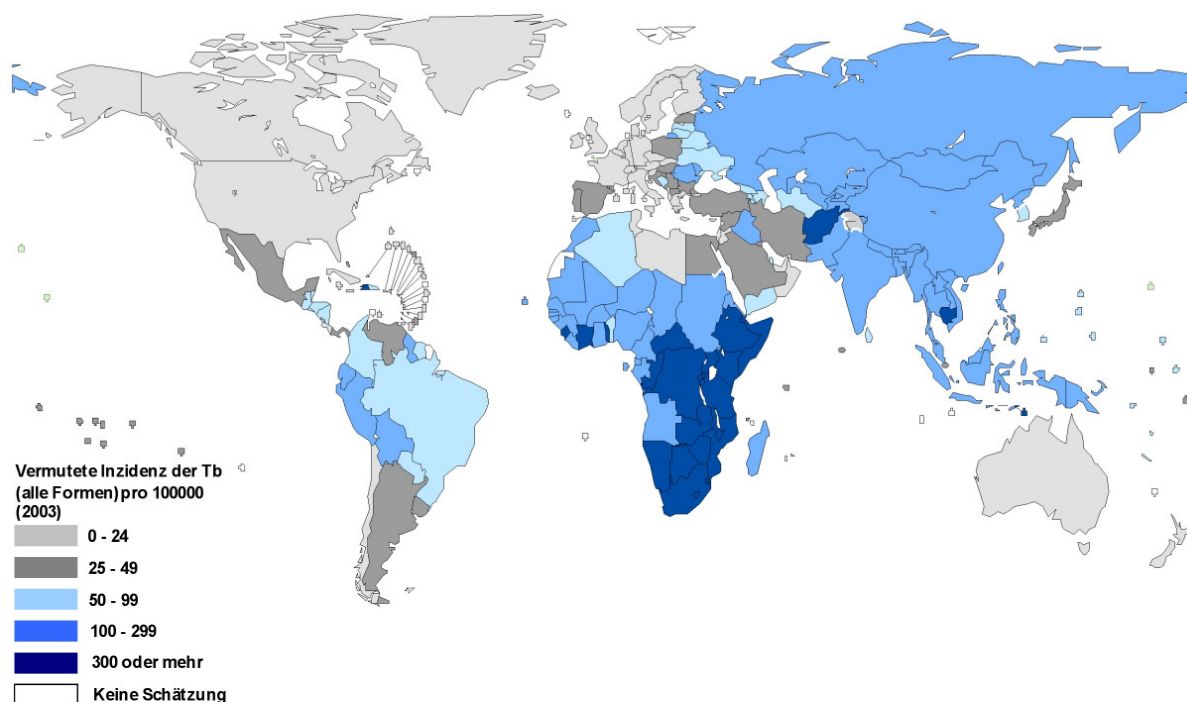 Vermutete Inzidenz der Tb
(alle Formen) pro 100000
(2003)
0 - 24
25 - 49
50 - 99
100 - 299
300 oder mehr
Keine Schätzung